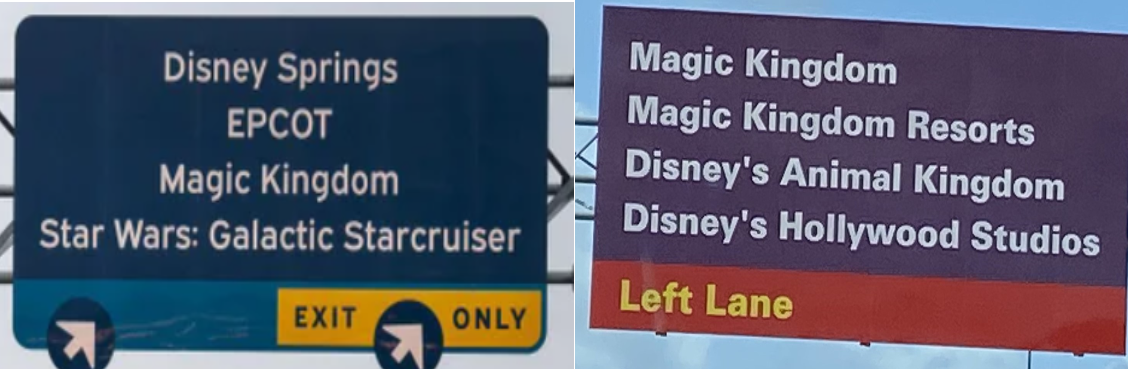 Disney Springs
EPCOT
Magic Kingdom
Star Wars: Galactic Starcruiser
EXIT ONLY
Magic Kingdom
Magic Kingdom Resorts
Disney's Animal Kingdom
Disney's Hollywood Studios
Left Lane